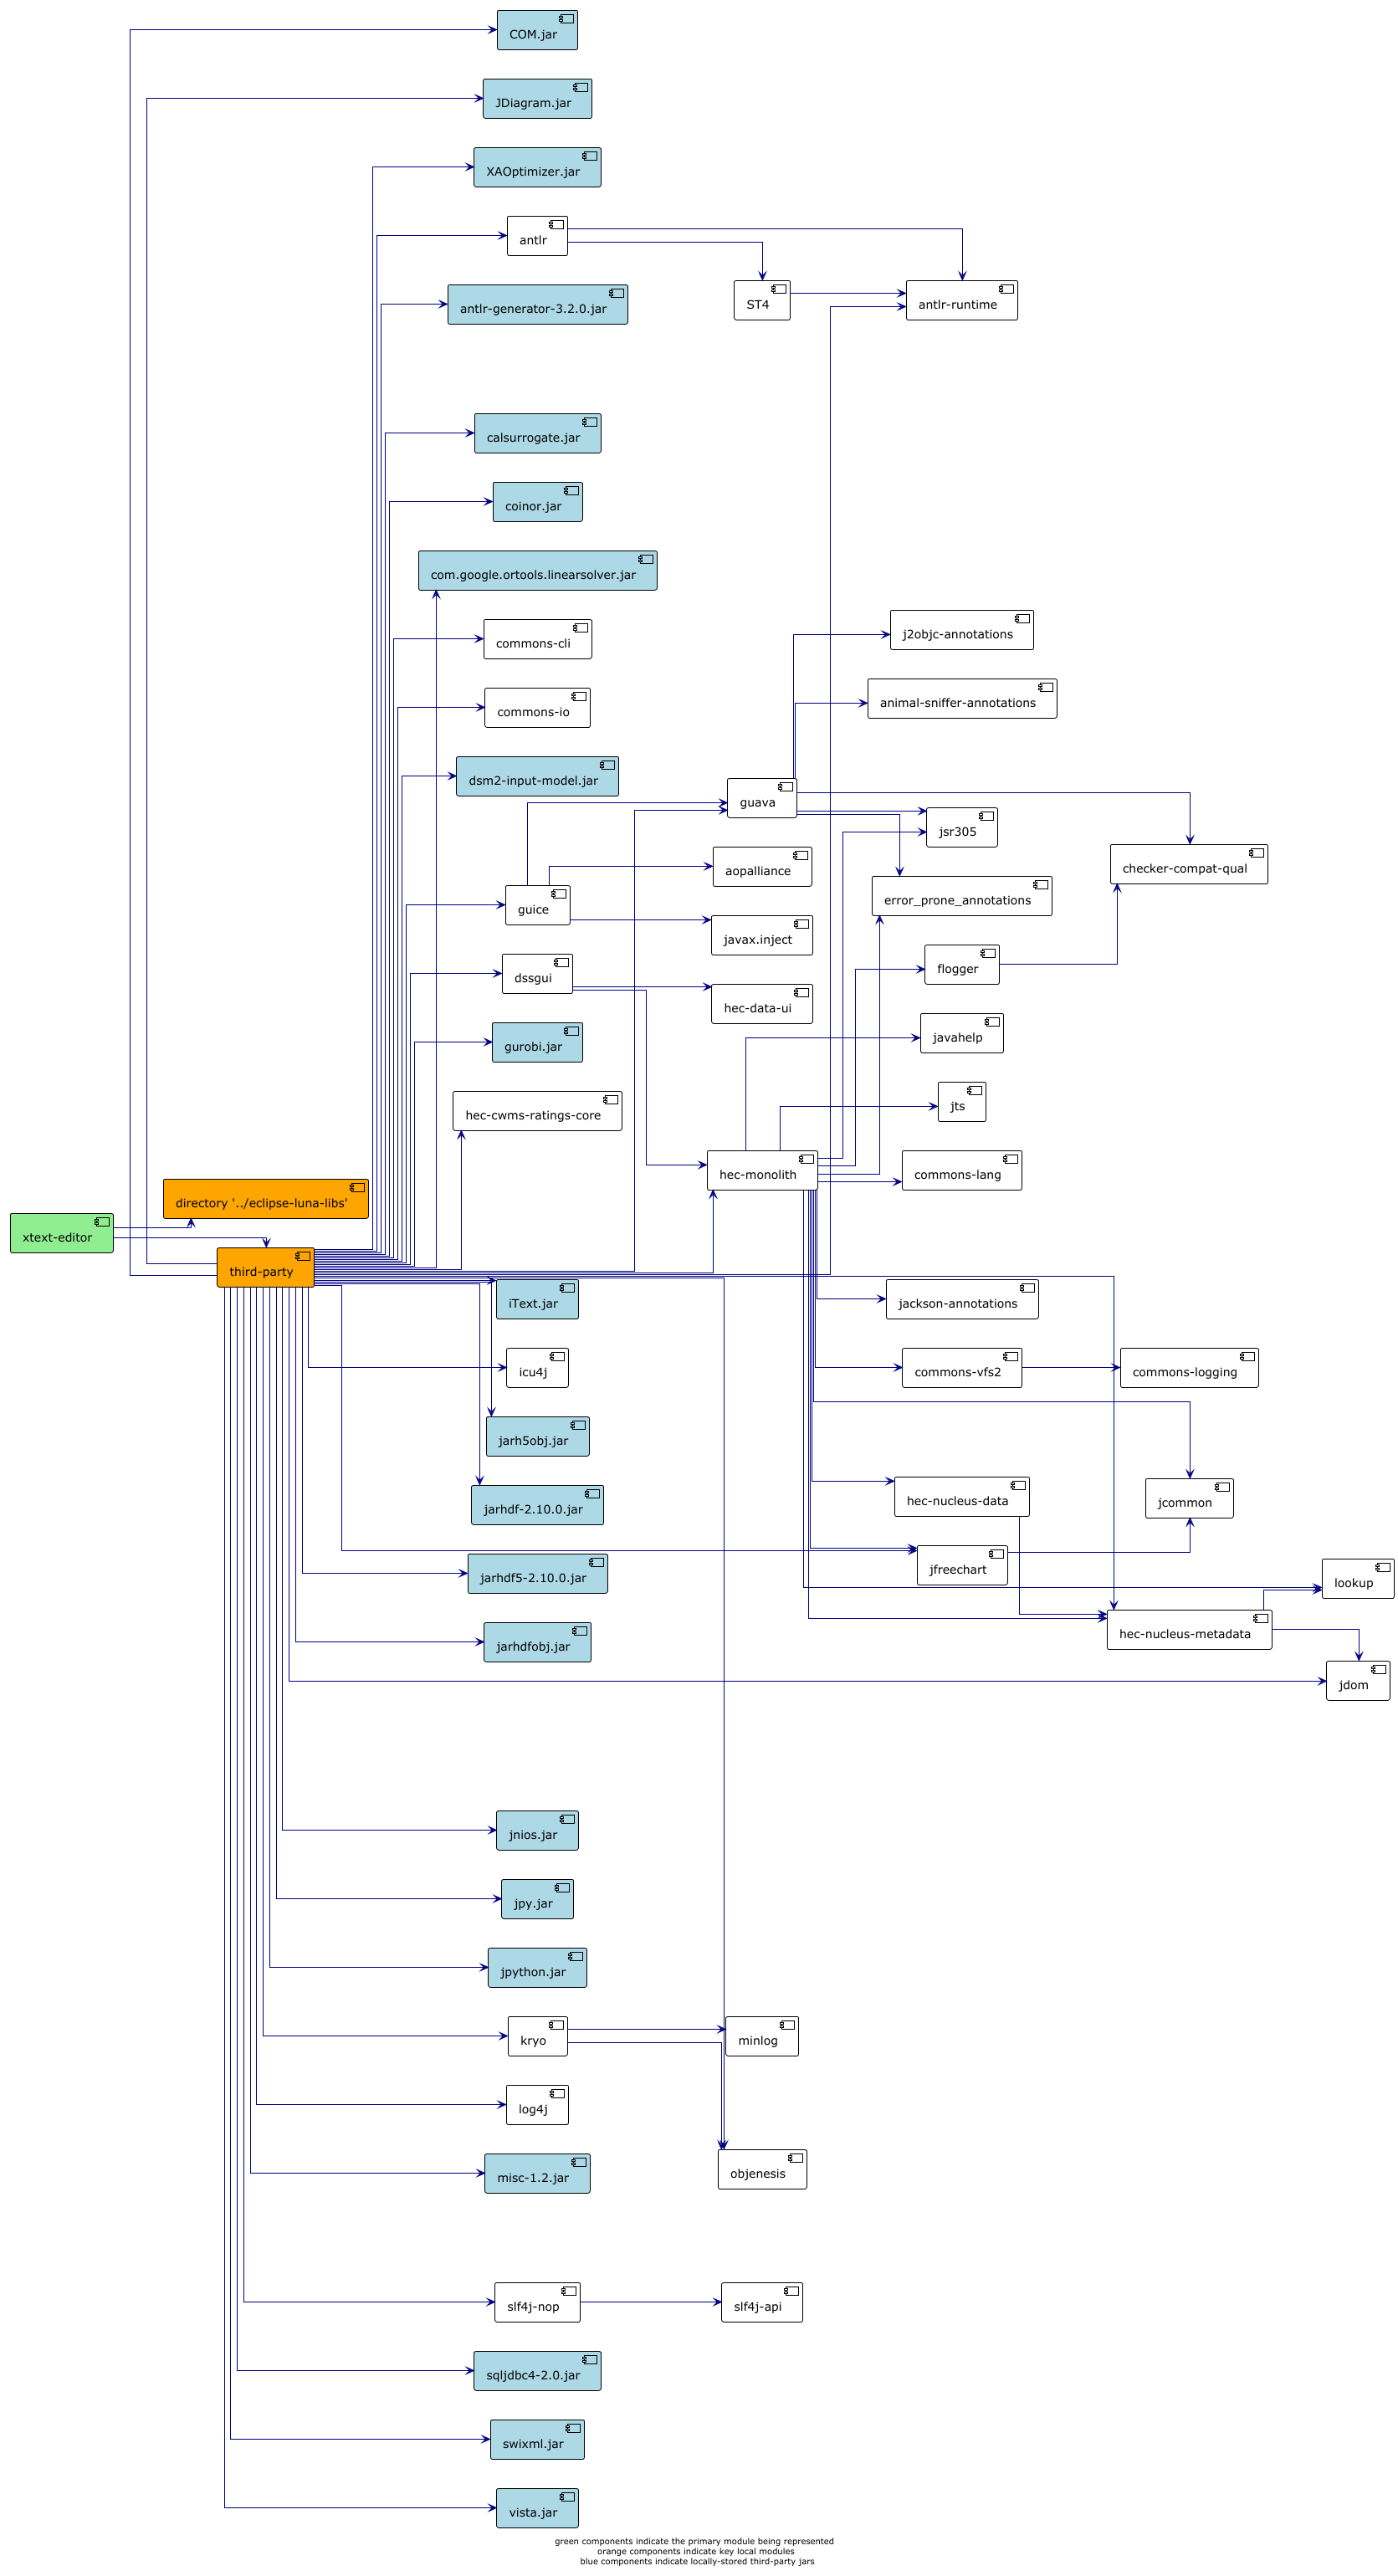 COM.jar
JDiagram.jar
XAOptimizer.jar
antlr
antlr-generator-3.2.0.jar
ST4
antlr-runtime
calsurrogate.jar
coinor.jar
com.google.ortools.linearsolver.jar
j2objc-annotations
commons-cli
animal-sniffer-annotations
commons-io
dsm2-input-model.jar
guava
jsr305
aopalliance
checker-compat-qual
guice
error_prone_annotations
javax.inject
flogger
dssgui
hec-data-ui
javahelp
gurobi.jar
jts
hec-cwms-ratings-core
hec-monolith
commons-lang
directory '../eclipse-luna-libs'
xtext-editor
third-party
iText.jar
jackson-annotations
icu4j
commons-vfs2
commons-logging
jarh5obj.jar
hec-nucleus-data
jcommon
jarhdf-2.10.0.jar
jfreechart
jarhdf5-2.10.0.jar
lookup
hec-nucleus-metadata
jarhdfobj.jar
jdom
jnios.jar
jpy.jar
jpython.jar
kryo
minlog
log4j
objenesis
misc-1.2.jar
slf4j-nop
slf4j-api
sqljdbc4-2.0.jar
swixml.jar
vista.jar
green components indicate the primary module being represented
orange components indicate key local modules
blue components indicate locally-stored third-party jars